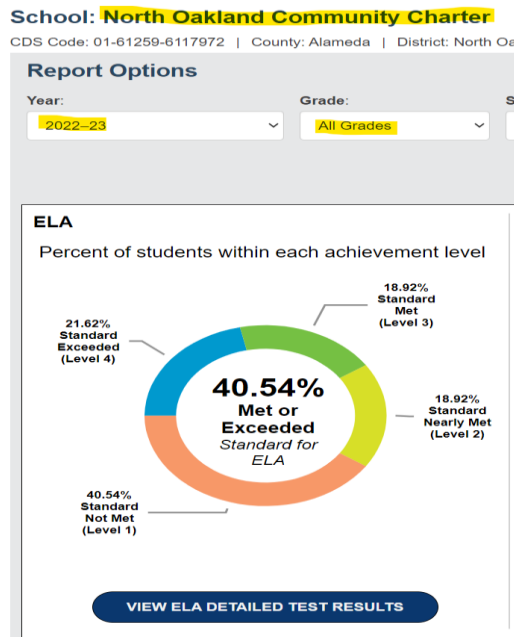 School: North Oakland Community Charter
CDS Code: 01-61259-6117972 | County: Alameda | District: North Oa
Report Options
Year:
Grade:
S
2022–23
All Grades
ELA
Percent of students within each achievement level
18.92%
Standard
Met
(Level 3)
21.62%
Standard
Exceeded
(Level 4)
40.54%
Met or
Exceeded
Standard for
ELA
18.92%
Standard
Nearly Met
(Level 2)
40.54%
Standard
Not Met
(Level 1)
VIEW ELA DETAILED TEST RESULTS